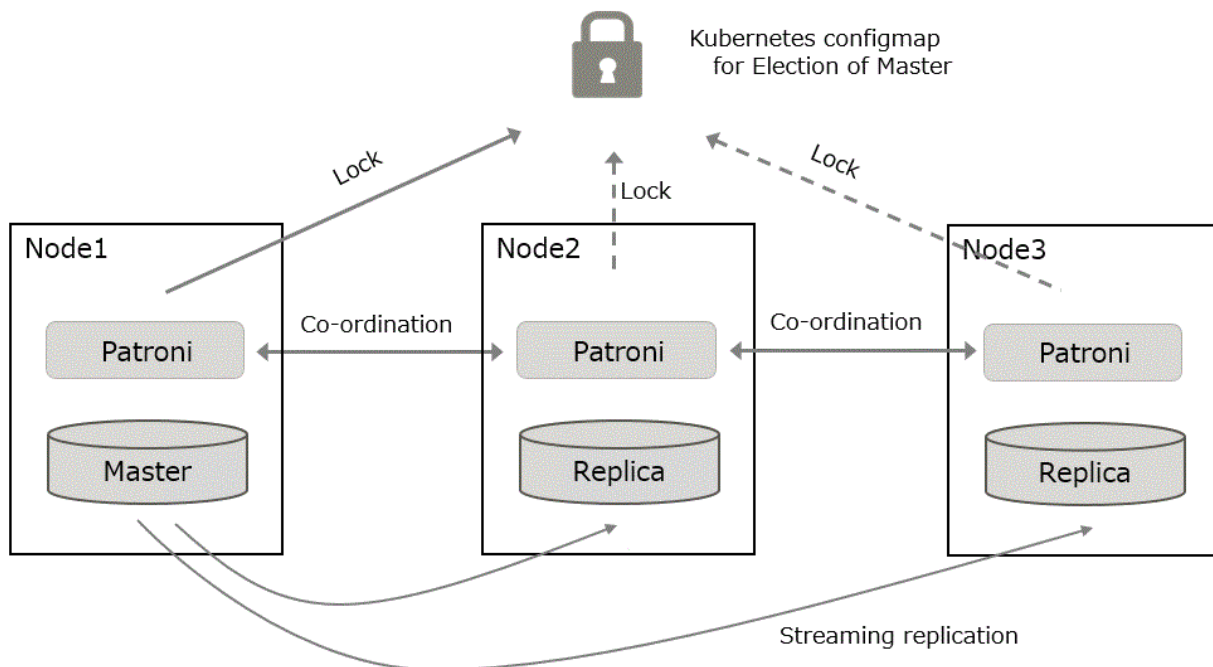 Kubernetes configmap
for Election of Master
Lock
Lock
Lock
Node1
Node2
Node3
Co-ordination
Co-ordination
Patroni
Patroni
Patroni
Master
Replica
Replica
Streaming replication